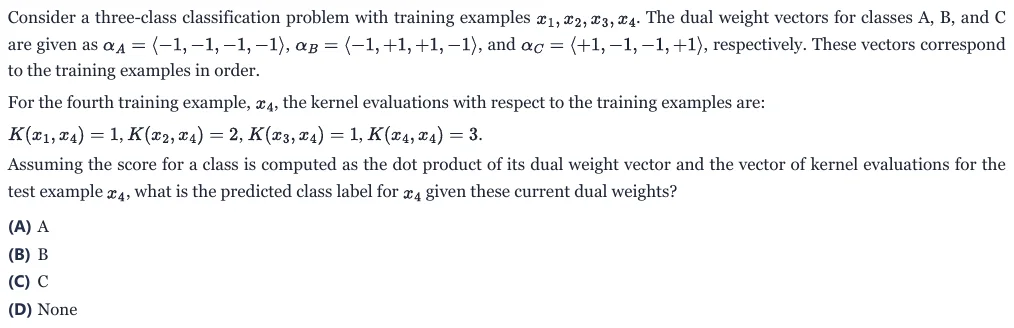 Consider a three-class classification problem with training examples x₁, x₂, x₃, x₄. The dual weight vectors for classes A, B, and C
are given as α_A = ⟨−1, −1, −1, −1⟩, α_B = ⟨−1, +1, +1, −1⟩, and α_C = ⟨+1, −1, −1, +1⟩, respectively. These vectors correspond
to the training examples in order.
For the fourth training example, x₄, the kernel evaluations with respect to the training examples are:
K(x₁, x₄) = 1, K(x₂, x₄) = 2, K(x₃, x₄) = 1, K(x₄, x₄) = 3.
Assuming the score for a class is computed as the dot product of its dual weight vector and the vector of kernel evaluations for the
test example x₄, what is the predicted class label for x₄ given these current dual weights?
(A) A
(B) B
(C) C
(D) None